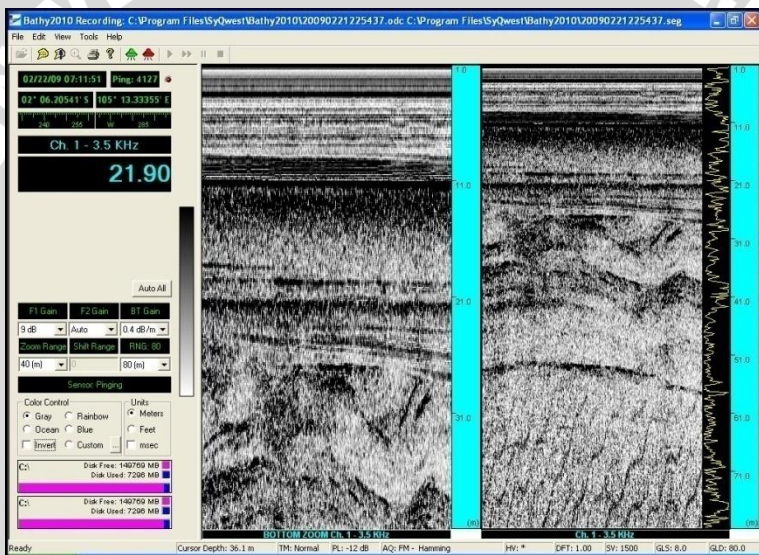 Bathy2010 Recording: C:\Program Files\SyQwest\Bathy2010\20090221225437.odc C:\Program Files\SyQwest\Bathy2010\20090221225437.seg
File Edit View Tools Help
02/22/09 07:11:51 Ping: 4127
02° 06.20541' S 105° 13.33355' E
240 255 W 285
Ch. 1 - 3.5 KHz
21.90
Auto All
F1 Gain F2 Gain BT Gain
9 dB Auto 0.4 dB/m
Zoom Range Shift Range RNG: 80
40 (m) 0 80 (m)
Sensor Pinging
Color Control Units
Gray Rainbow Meters
Ocean Blue Feet
Invert Custom ... msec
C:\ Disk Free: 149769 MB
Disk Used: 7296 MB
C:\ Disk Free: 149769 MB
Disk Used: 7296 MB
1.0
11.0
21.0
31.0
(m)
BOTTOM ZOOM Ch. 1 - 3.5 KHz
1.0
11.0
21.0
31.0
41.0
51.0
61.0
71.0
(m)
Ch. 1 - 3.5 KHz
Ready Cursor Depth: 36.1 m TM: Normal PL: -12 dB AQ: FM - Hamming HV: * DFT: 1.00 SV: 1500 GLS: 8.0 GLD: 80.0